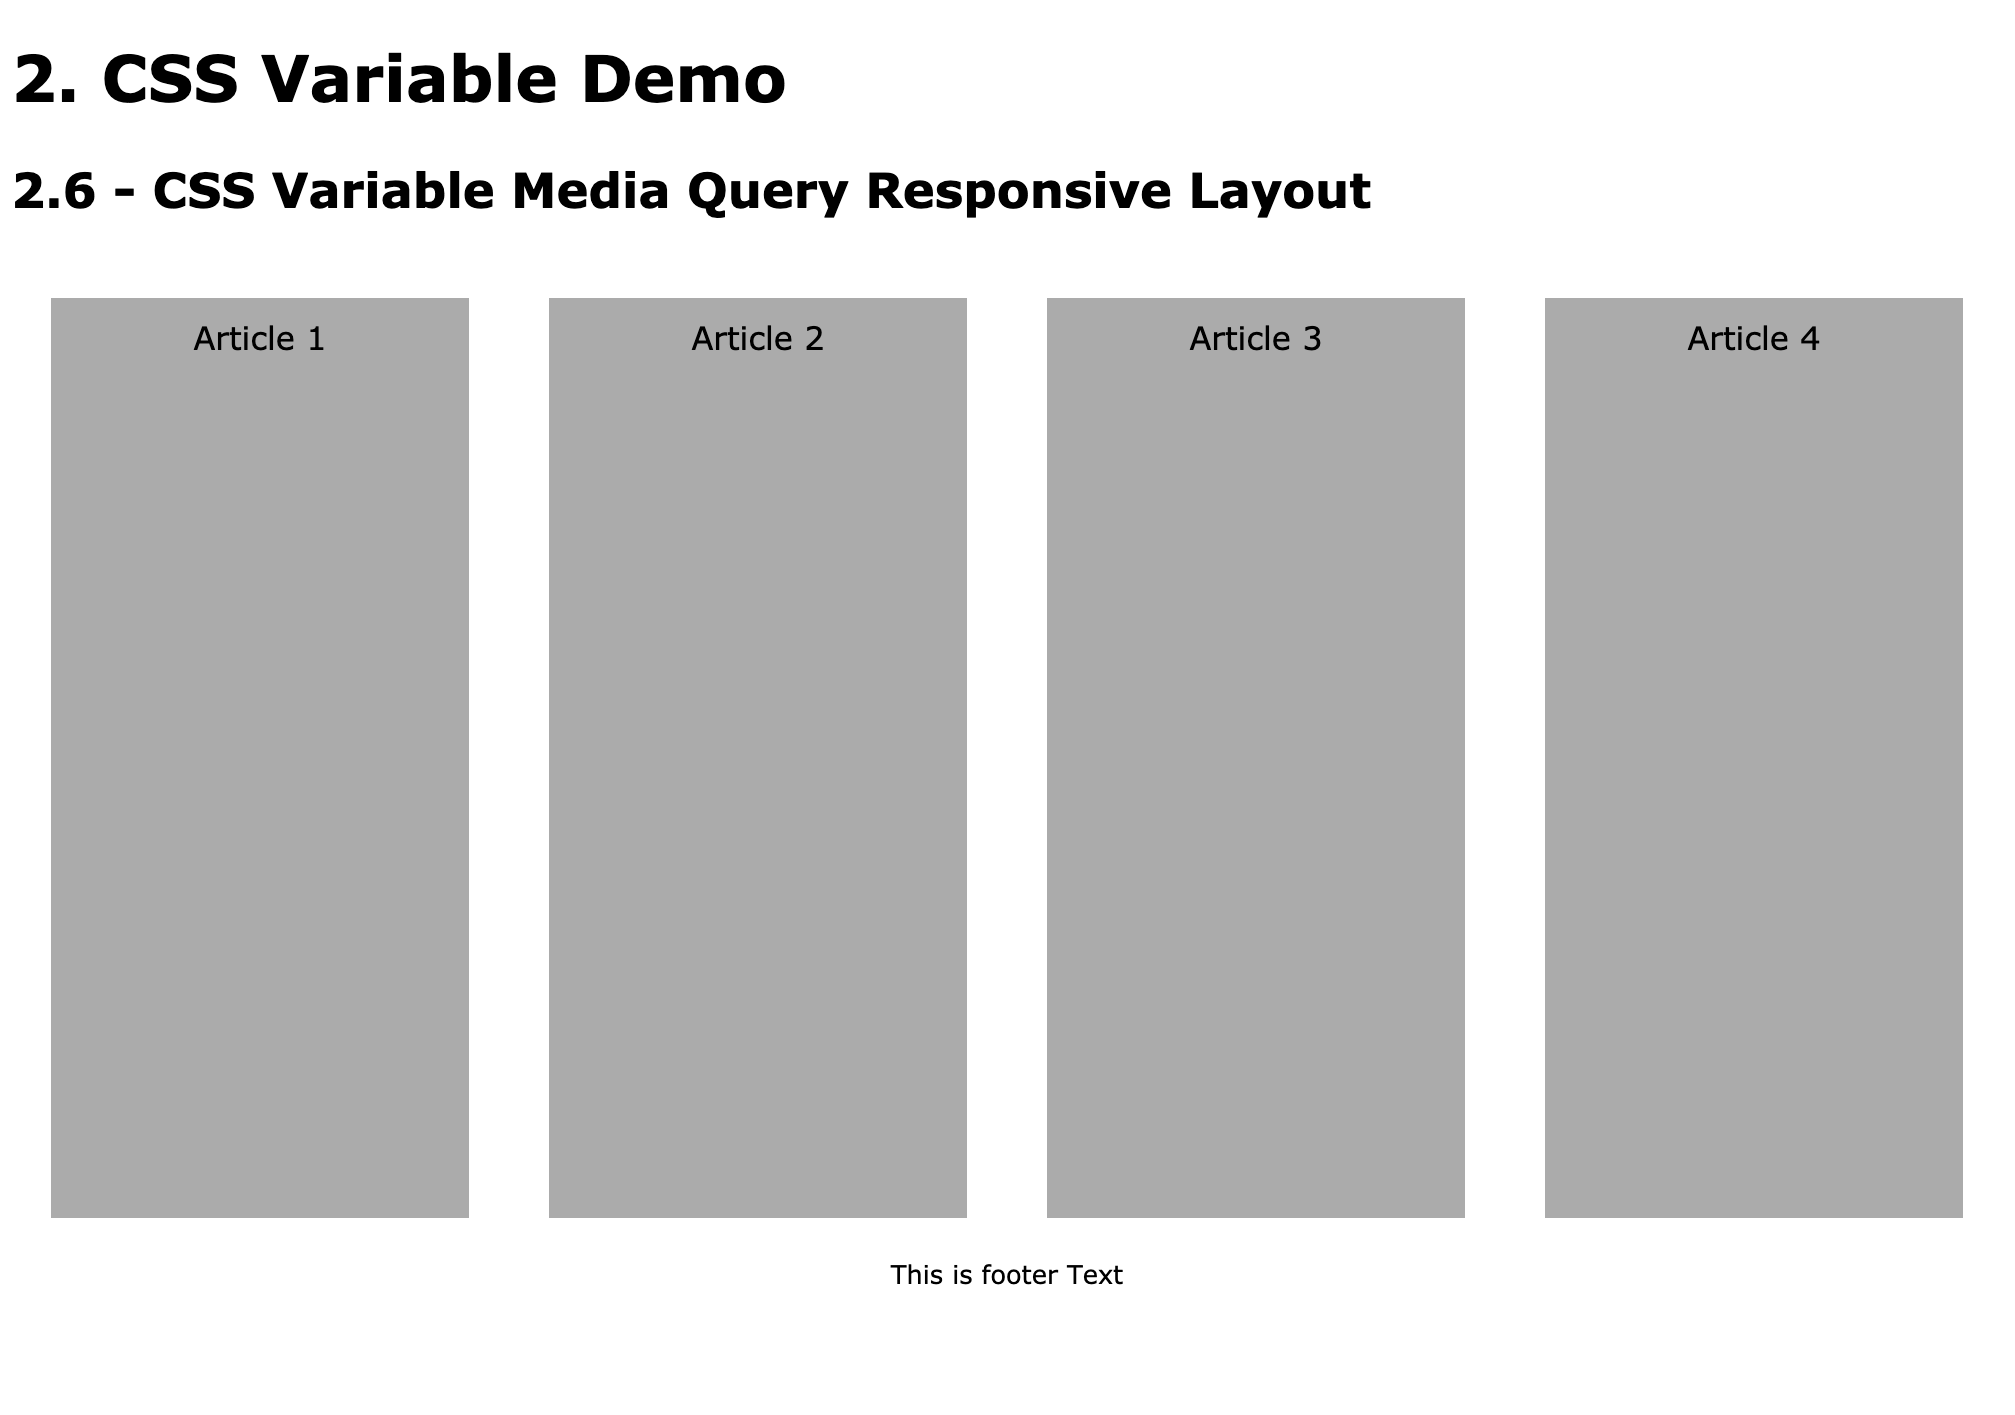 2. CSS Variable Demo
2.6 - CSS Variable Media Query Responsive Layout
Article 1
Article 2
Article 3
Article 4
This is footer Text